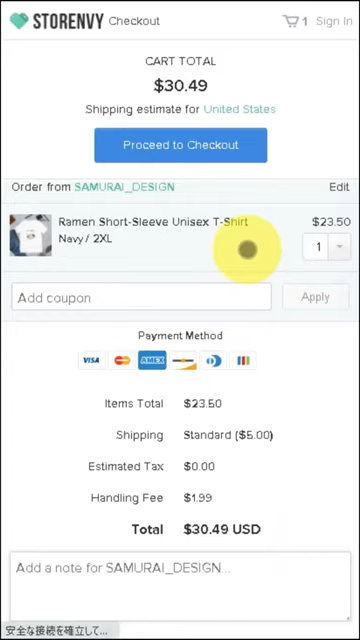 STORENVY Checkout 1 Sign In
CART TOTAL
$30.49
Shipping estimate for United States
Proceed to Checkout
Order from SAMURAI_DESIGN Edit
Ramen Short-Sleeve Unisex T-Shirt $23.50
Navy / 2XL
1
Add coupon Apply
Payment Method
VISA AMEX
Items Total $23.50
Shipping Standard ($5.00)
Estimated Tax $0.00
Handling Fee $1.99
Total $30.49 USD
Add a note for SAMURAI_DESIGN...
安全な接続を確立して...